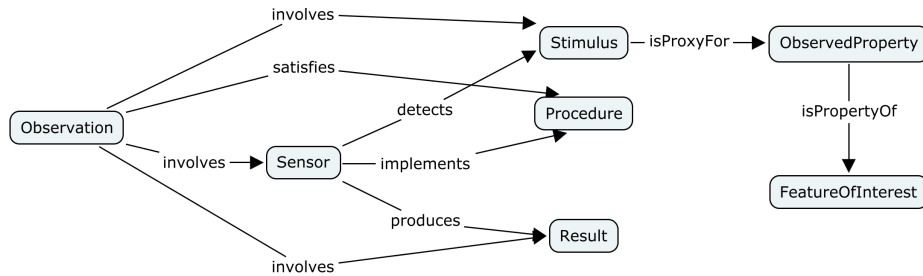 involves
Stimulus
isProxyFor
ObservedProperty
satisfies
detects
Procedure
isPropertyOf
Observation
involves
Sensor
implements
FeatureOfInterest
produces
Result
involves